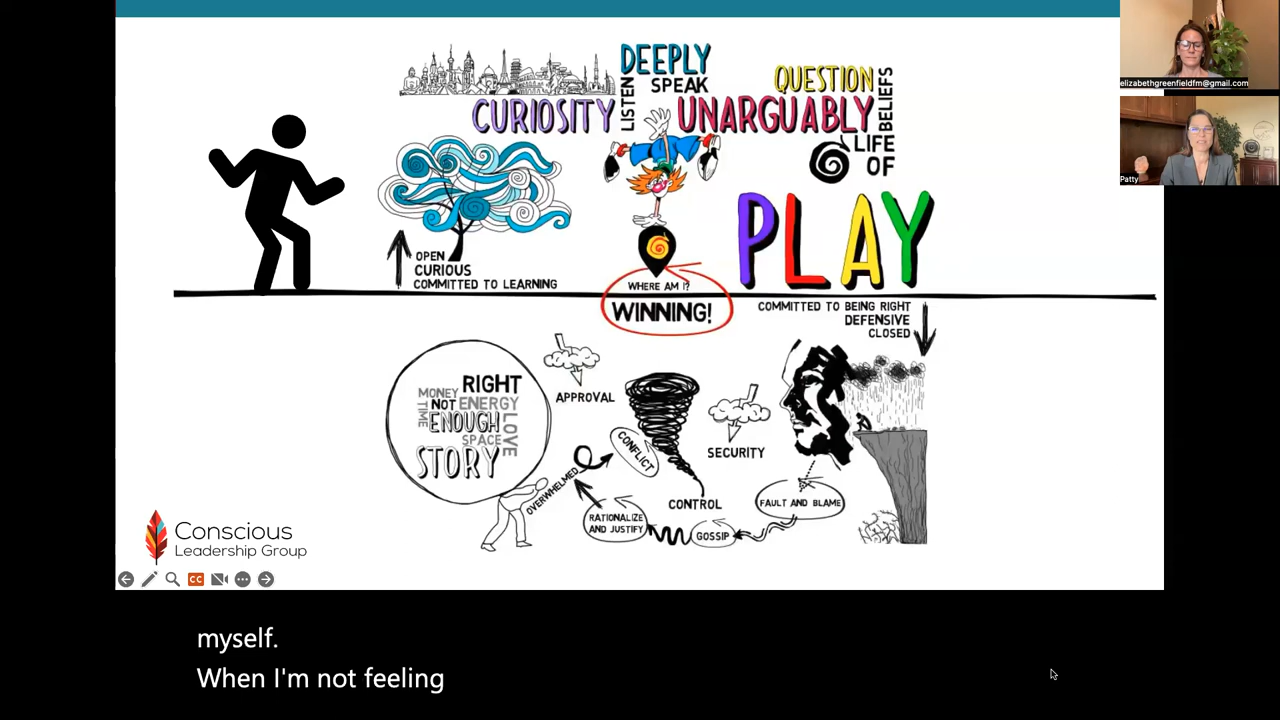 DEEPLY
SPEAK
LISTEN
CURIOSITY
QUESTION
UNARGUABLY
BELIEFS
LIFE
OF
PLAY
OPEN
CURIOUS
COMMITTED TO LEARNING
WHERE AM I?
WINNING!
COMMITTED TO BEING RIGHT
DEFENSIVE
CLOSED
MONEY RIGHT
TIME
NOT ENERGY
ENOUGH
LOVE
SPACE
STORY
APPROVAL
SECURITY
CONTROL
CONFLICT
OVERWHELMED
RATIONALIZE
AND JUSTIFY
GOSSIP
FAULT AND BLAME
Conscious
Leadership Group
CC
myself.
When I'm not feeling
elizabethgreenfieldfm@gmail.com
Patty